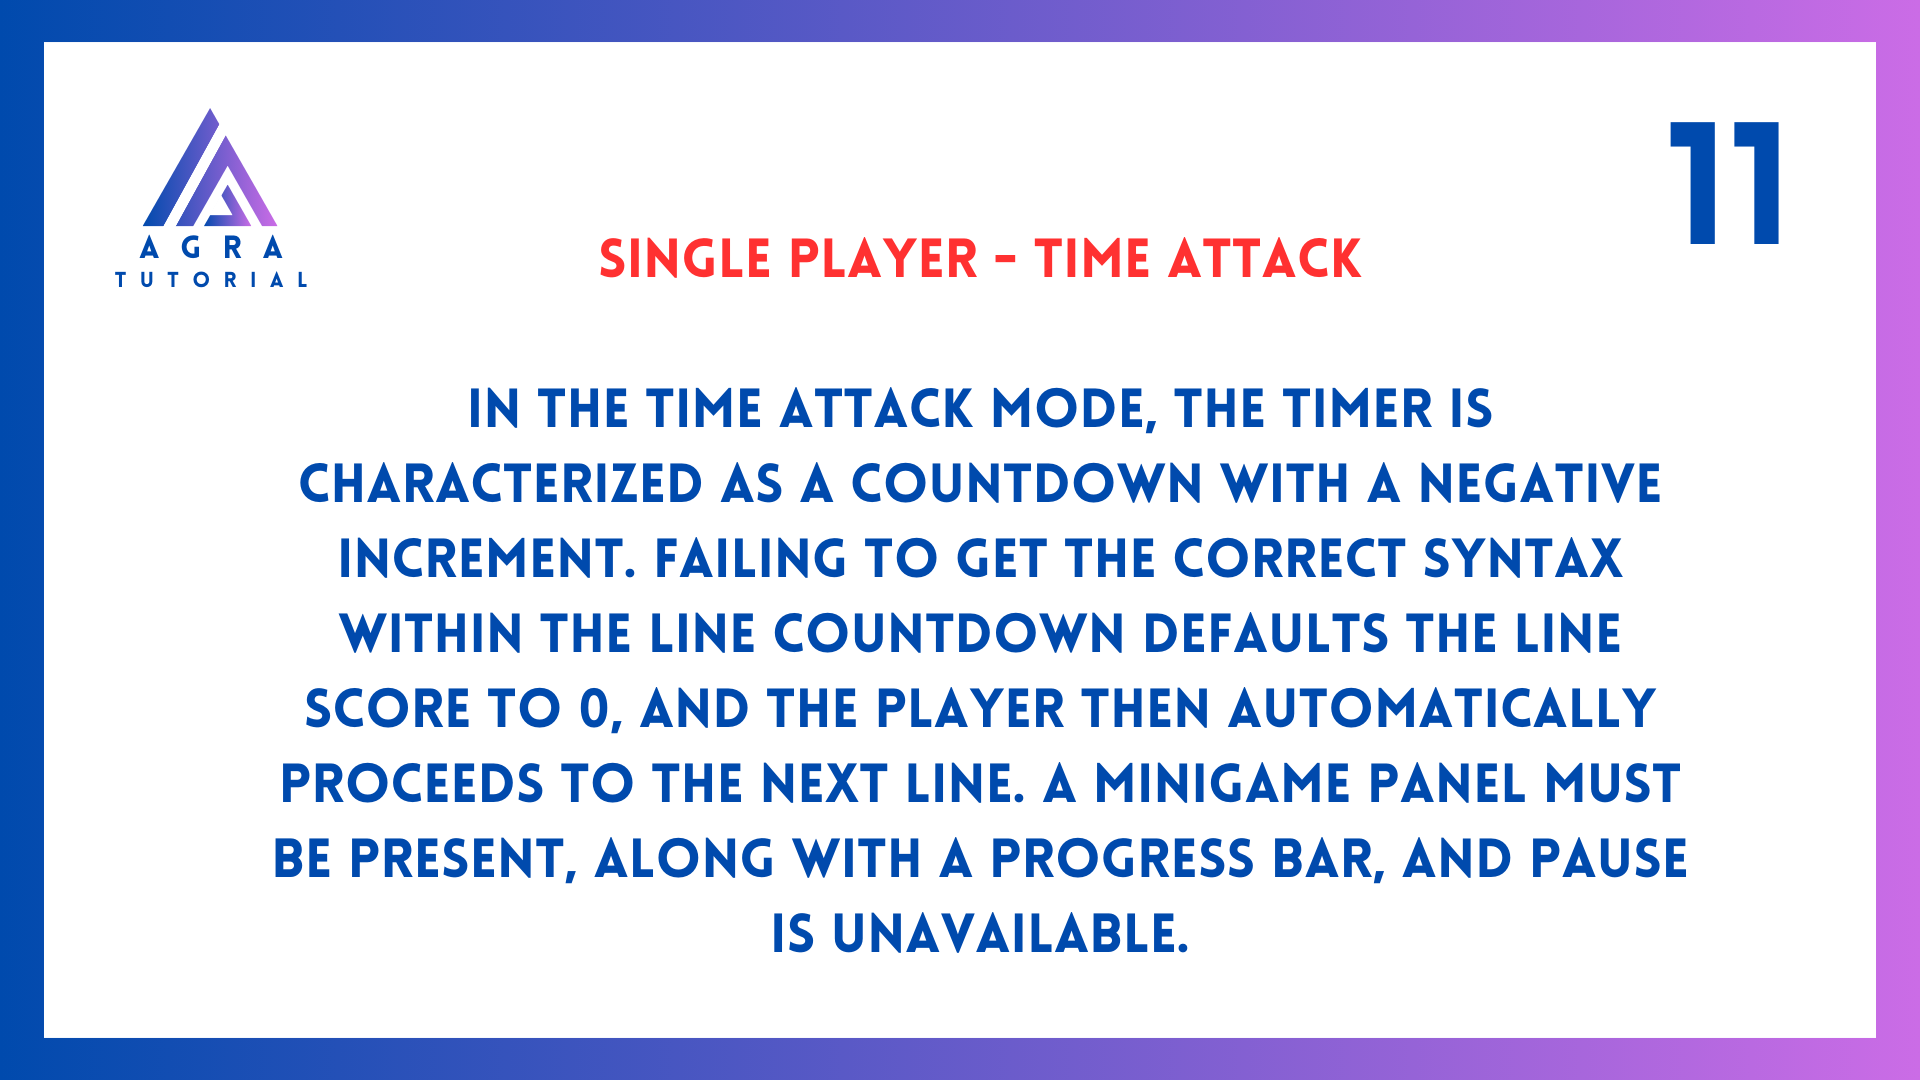 AGRA
TUTORIAL
11
SINGLE PLAYER - TIME ATTACK
IN THE TIME ATTACK MODE, THE TIMER IS
CHARACTERIZED AS A COUNTDOWN WITH A NEGATIVE
INCREMENT. FAILING TO GET THE CORRECT SYNTAX
WITHIN THE LINE COUNTDOWN DEFAULTS THE LINE
SCORE TO 0, AND THE PLAYER THEN AUTOMATICALLY
PROCEEDS TO THE NEXT LINE. A MINIGAME PANEL MUST
BE PRESENT, ALONG WITH A PROGRESS BAR, AND PAUSE
IS UNAVAILABLE.